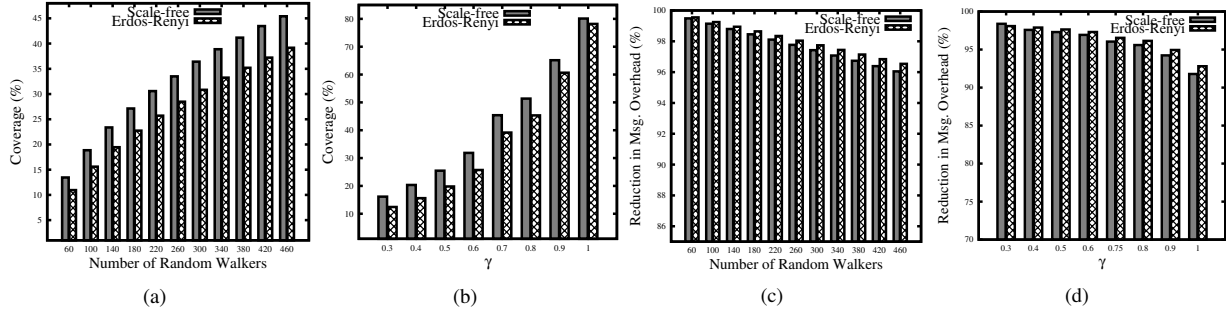 Scale-free
Erdos-Renyi
Coverage (%)
45
40
35
30
25
20
15
10
5
60 100 140 180 220 260 300 340 380 420 460
Number of Random Walkers
(a)
Scale-free
Erdos-Renyi
Coverage (%)
80
60
40
20
10
0.3 0.4 0.5 0.6 0.7 0.8 0.9 1
γ
(b)
Scale-free
Erdos-Renyi
Reduction in Msg. Overhead (%)
100
98
96
94
92
90
88
86
60 100 140 180 220 260 300 340 380 420 460
Number of Random Walkers
(c)
Scale-free
Erdos-Renyi
Reduction in Msg. Overhead (%)
100
95
90
85
80
75
70
0.3 0.4 0.5 0.6 0.75 0.8 0.9 1
γ
(d)